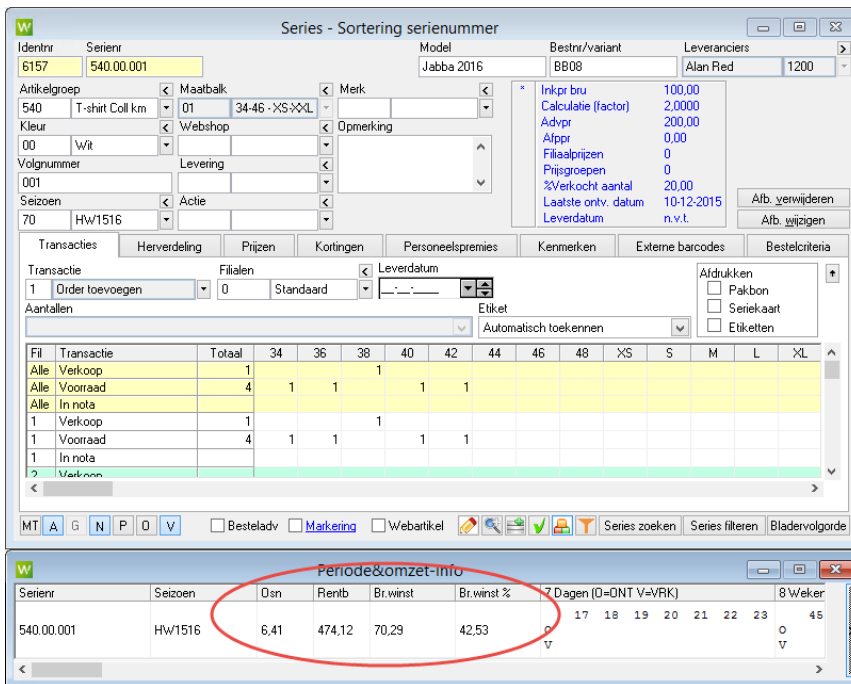 Series - Sortering serienummer
Identnr Serienr Model Bestnr/variant Leveranciers
6157 540.00.001 Jabba 2016 BB08 Alan Red 1200
Artikelgroep Maatbalk Merk
540 T-shirt Coll km 01 34-46 - XS-XXL
Kleur Webshop Opmerking
00 Wit
Volgnummer Levering
001
Seizoen Actie
70 HW1516
* Inkpr bru 100,00
Calculatie (factor) 2,0000
Advpr 200,00
Afppr 0,00
Filiaalprijzen 0
Prijsgroepen 0
%Verkocht aantal 20,00
Laatste ontv. datum 10-12-2015
Leverdatum n.v.t.
Afb. verwijderen
Afb. wijzigen
Transacties Herverdeling Prijzen Kortingen Personeelspremies Kenmerken Externe barcodes Bestelcriteria
Transactie Filialen Leverdatum Afdrukken
1 Order toevoegen 0 Standaard __-__-____ Pakbon
Seriekaart
Aantallen Etiket
Automatisch toekennen Etiketten
Fil Transactie Totaal 34 36 38 40 42 44 46 48 XS S M L XL
Alle Verkoop 1 1
Alle Voorraad 4 1 1 1 1
Alle In nota
1 Verkoop 1 1
1 Voorraad 4 1 1 1 1
1 In nota
2 Verkoop
MT A G N P O V Besteladv Markering Webartikel Series zoeken Series filteren Bladervolgorde
Periode&omzet-info
Serienr Seizoen Osn Rentb Br.winst Br.winst % 7 Dagen (O=ONT V=VRK) 8 Weken
17 18 19 20 21 22 23 45
540.00.001 HW1516 6,41 474,12 70,29 42,53 O O
V V